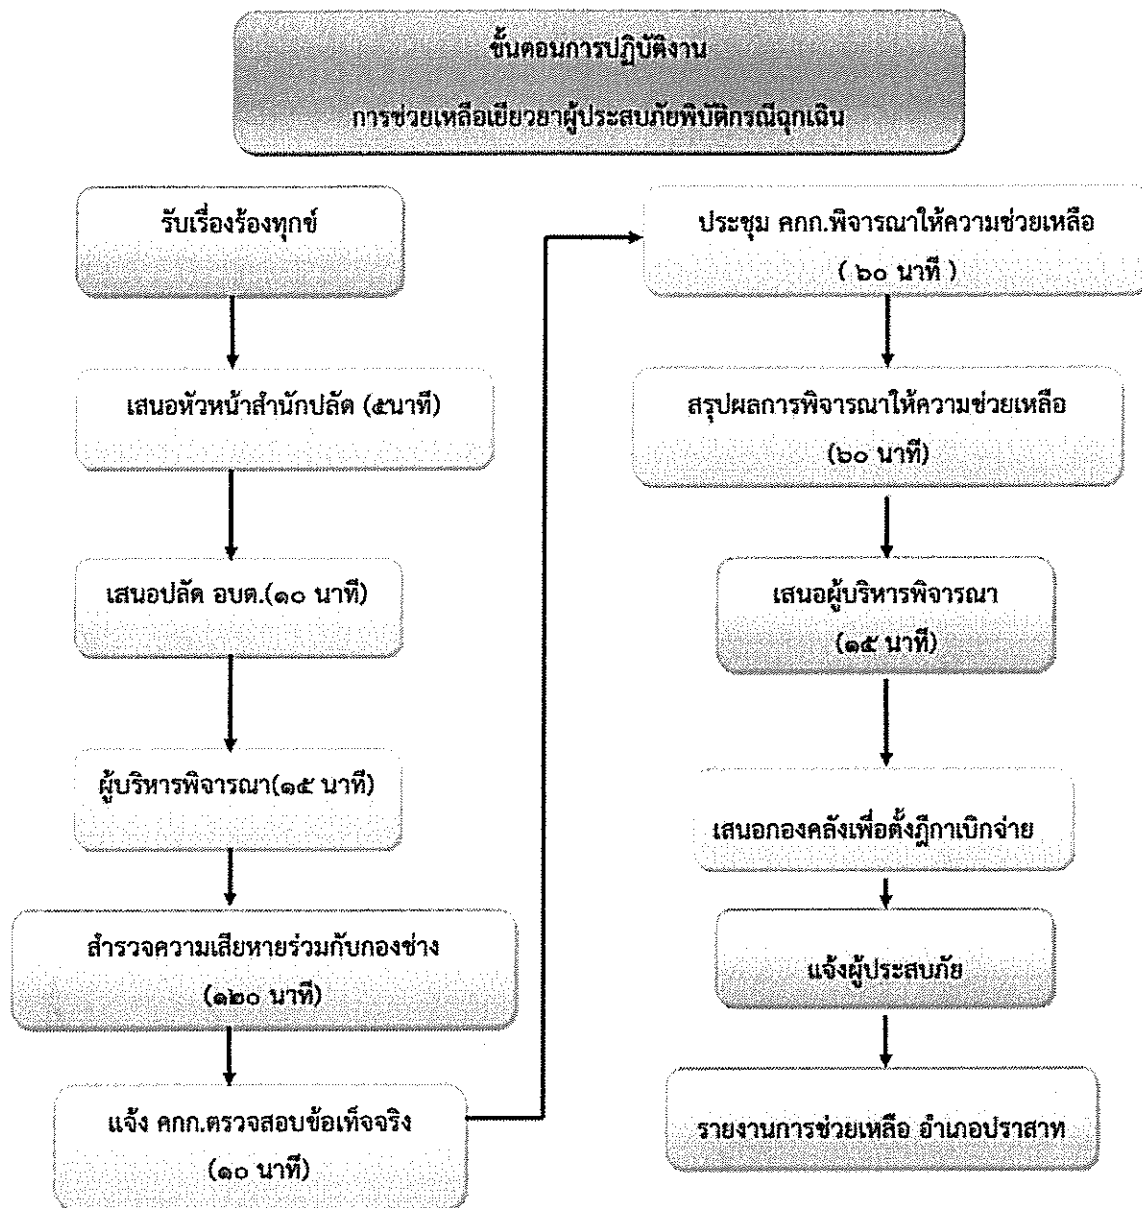 ขั้นตอนการปฏิบัติงาน
การช่วยเหลือเยียวยาผู้ประสบภัยพิบัติกรณีฉุกเฉิน
รับเรื่องร้องทุกข์
เสนอหัวหน้าสำนักปลัด (๕นาที)
เสนอปลัด อบต.(๑๐ นาที)
ผู้บริหารพิจารณา(๑๕ นาที)
สำรวจความเสียหายร่วมกับกองช่าง
(๑๒๐ นาที)
แจ้ง คกก.ตรวจสอบข้อเท็จจริง
(๑๐ นาที)
ประชุม คกก.พิจารณาให้ความช่วยเหลือ
( ๖๐ นาที )
สรุปผลการพิจารณาให้ความช่วยเหลือ
(๖๐ นาที)
เสนอผู้บริหารพิจารณา
(๑๕ นาที)
เสนอกองคลังเพื่อตั้งฎีกาเบิกจ่าย
แจ้งผู้ประสบภัย
รายงานการช่วยเหลือ อำเภอปราสาท